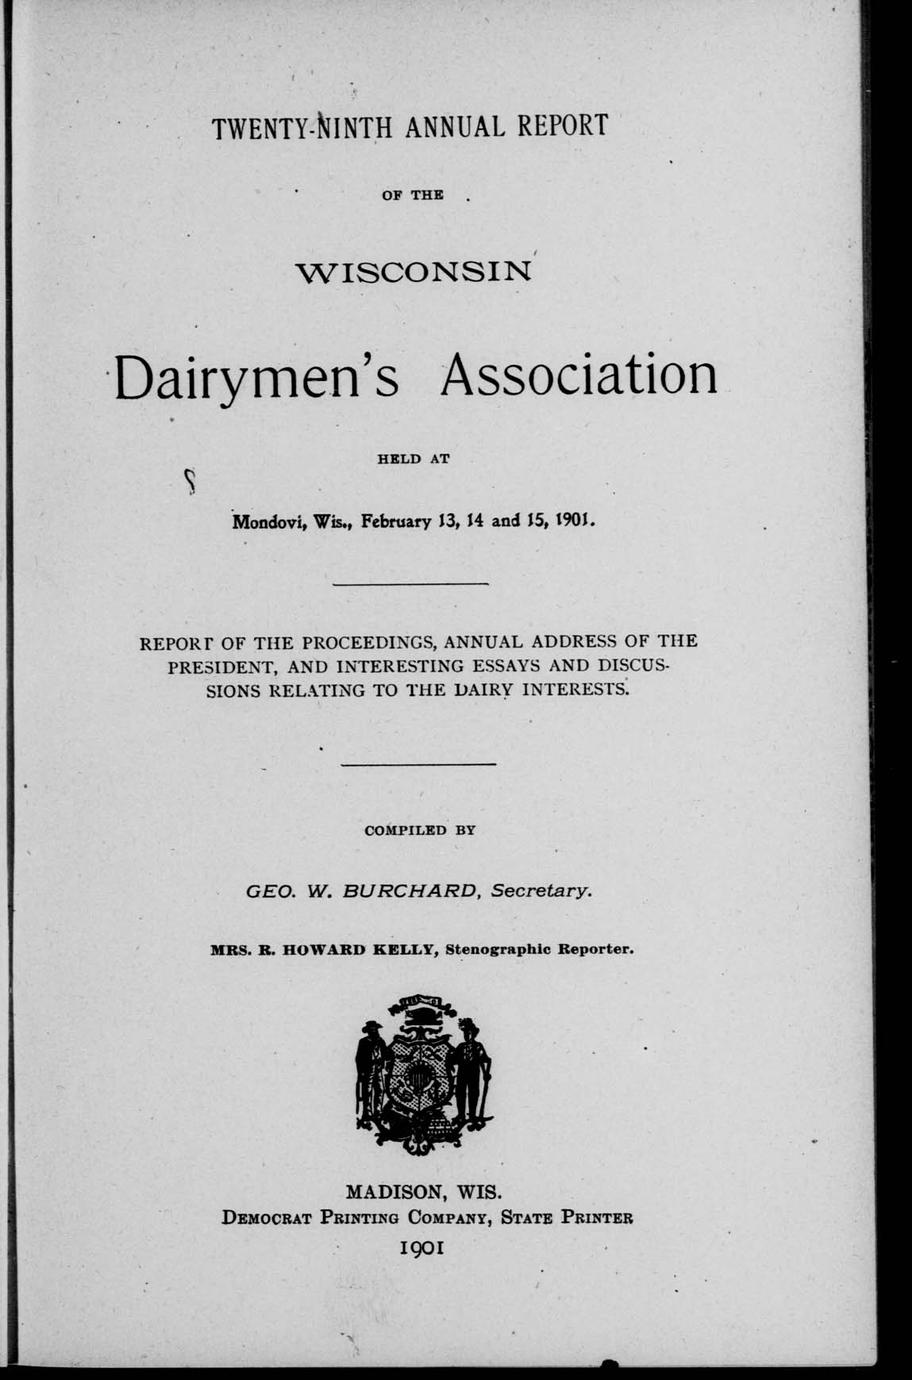 TWENTY-NINTH ANNUAL REPORT
OF THE
WISCONSIN
Dairymen's Association
HELD AT
Mondovi, Wis., February 13, 14 and 15, 1901.
REPORT OF THE PROCEEDINGS, ANNUAL ADDRESS OF THE
PRESIDENT, AND INTERESTING ESSAYS AND DISCUS-
SIONS RELATING TO THE DAIRY INTERESTS.
COMPILED BY
GEO. W. BURCHARD, Secretary.
MRS. R. HOWARD KELLY, Stenographic Reporter.
MADISON, WIS.
DEMOCRAT PRINTING COMPANY, STATE PRINTER
1901